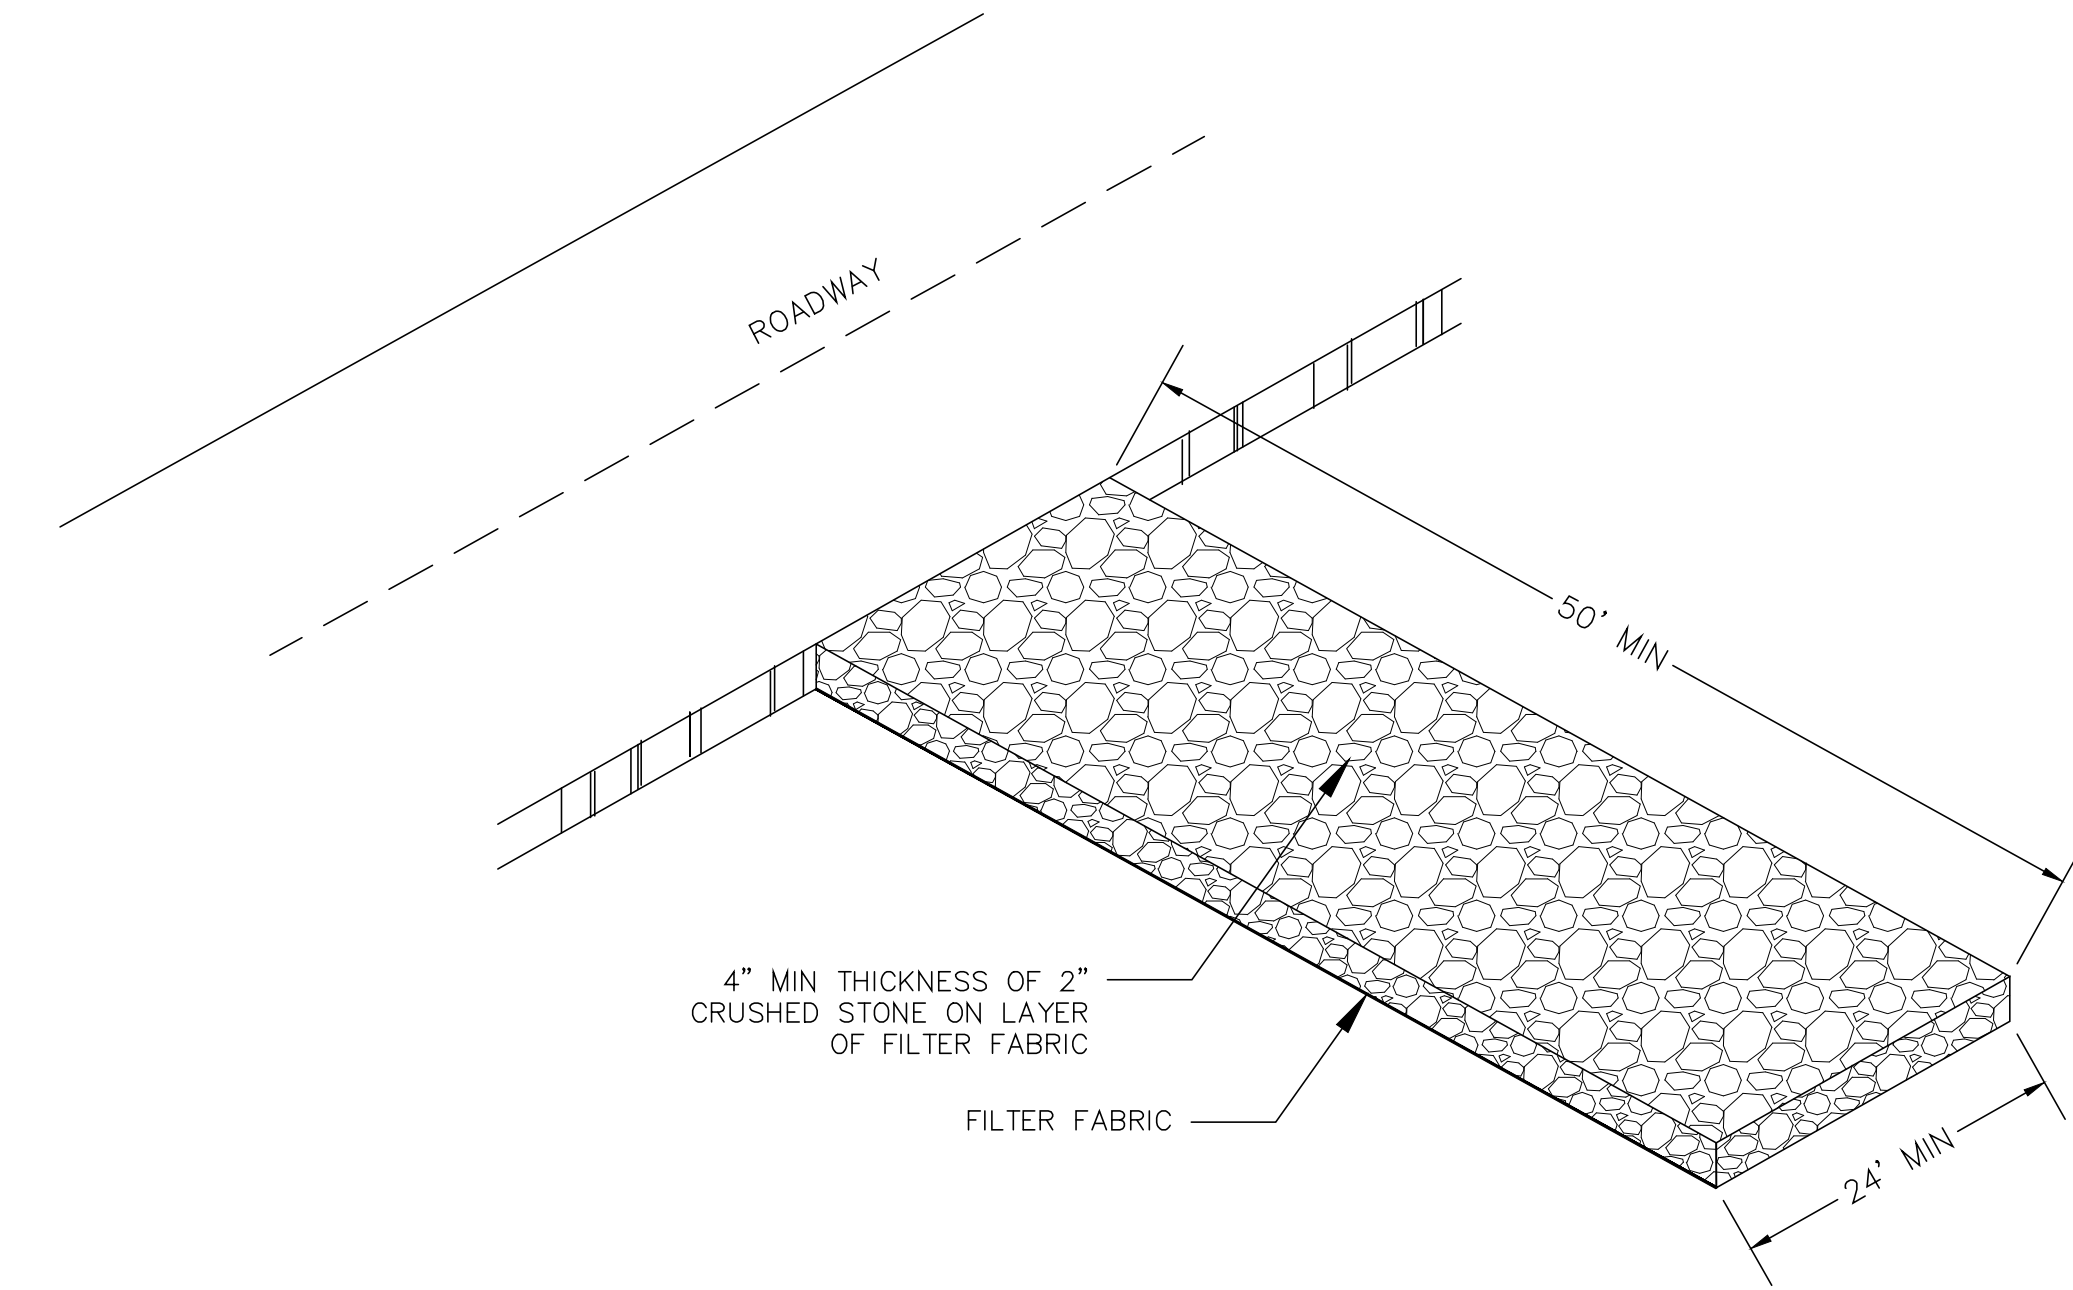 ROADWAY
50’ MIN
4” MIN THICKNESS OF 2”
CRUSHED STONE ON LAYER
OF FILTER FABRIC
FILTER FABRIC
24’ MIN